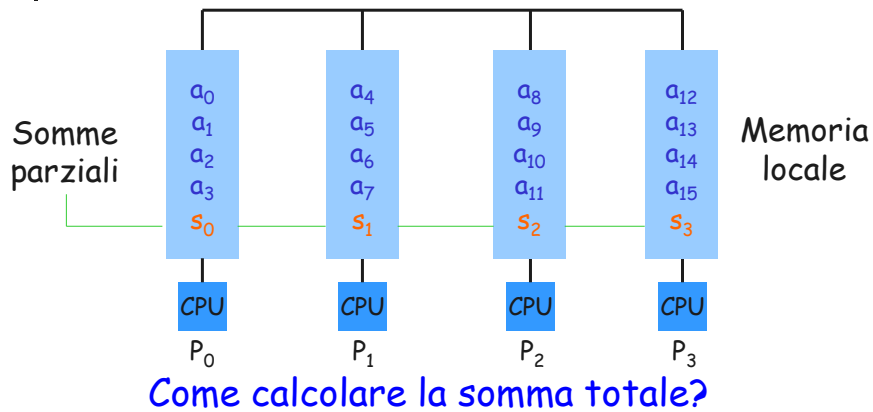 Somme
parziali
a₀ a₄ a₈ a₁₂
a₁ a₅ a₉ a₁₃
a₂ a₆ a₁₀ a₁₄
a₃ a₇ a₁₁ a₁₅
s₀ s₁ s₂ s₃
Memoria
locale
CPU CPU CPU CPU
P₀ P₁ P₂ P₃
Come calcolare la somma totale?